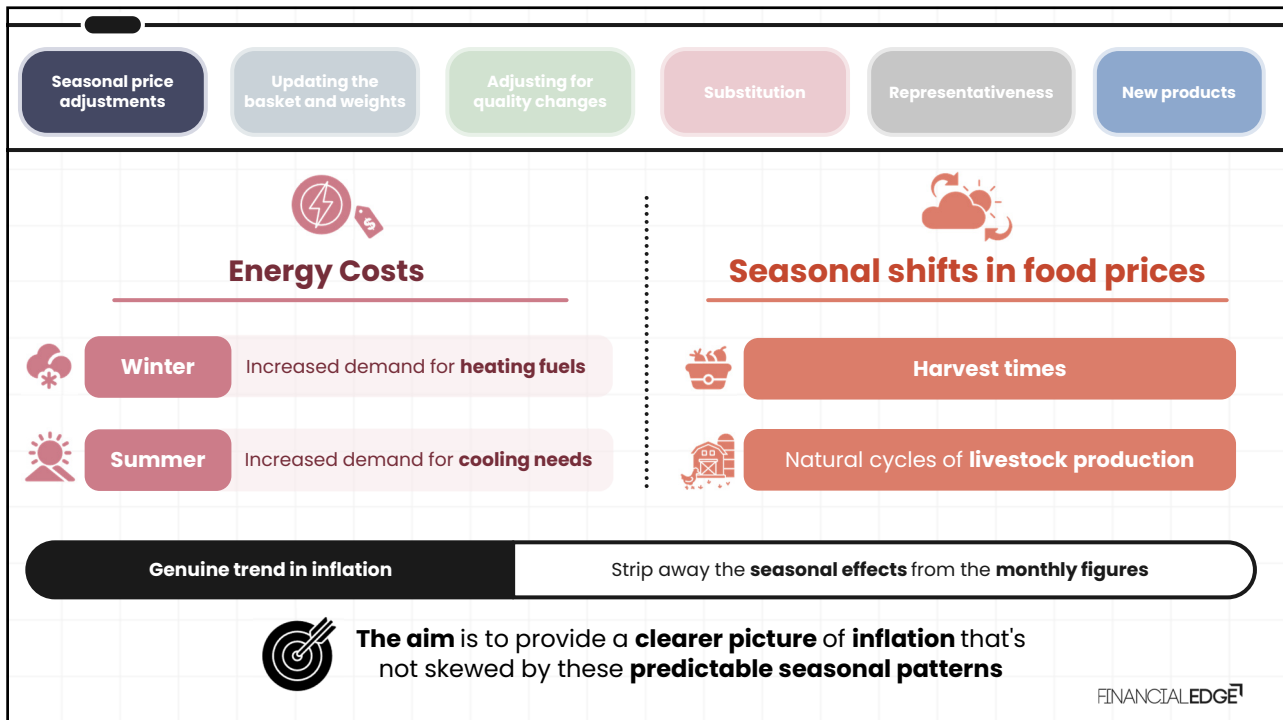 Seasonal price
adjustments
Updating the
basket and weights
Adjusting for
quality changes
Substitution
Representativeness
New products
$
Energy Costs
Winter
Increased demand for heating fuels
Summer
Increased demand for cooling needs
Seasonal shifts in food prices
Harvest times
Natural cycles of livestock production
Genuine trend in inflation
Strip away the seasonal effects from the monthly figures
The aim is to provide a clearer picture of inflation that's
not skewed by these predictable seasonal patterns
FINANCIALEDGE